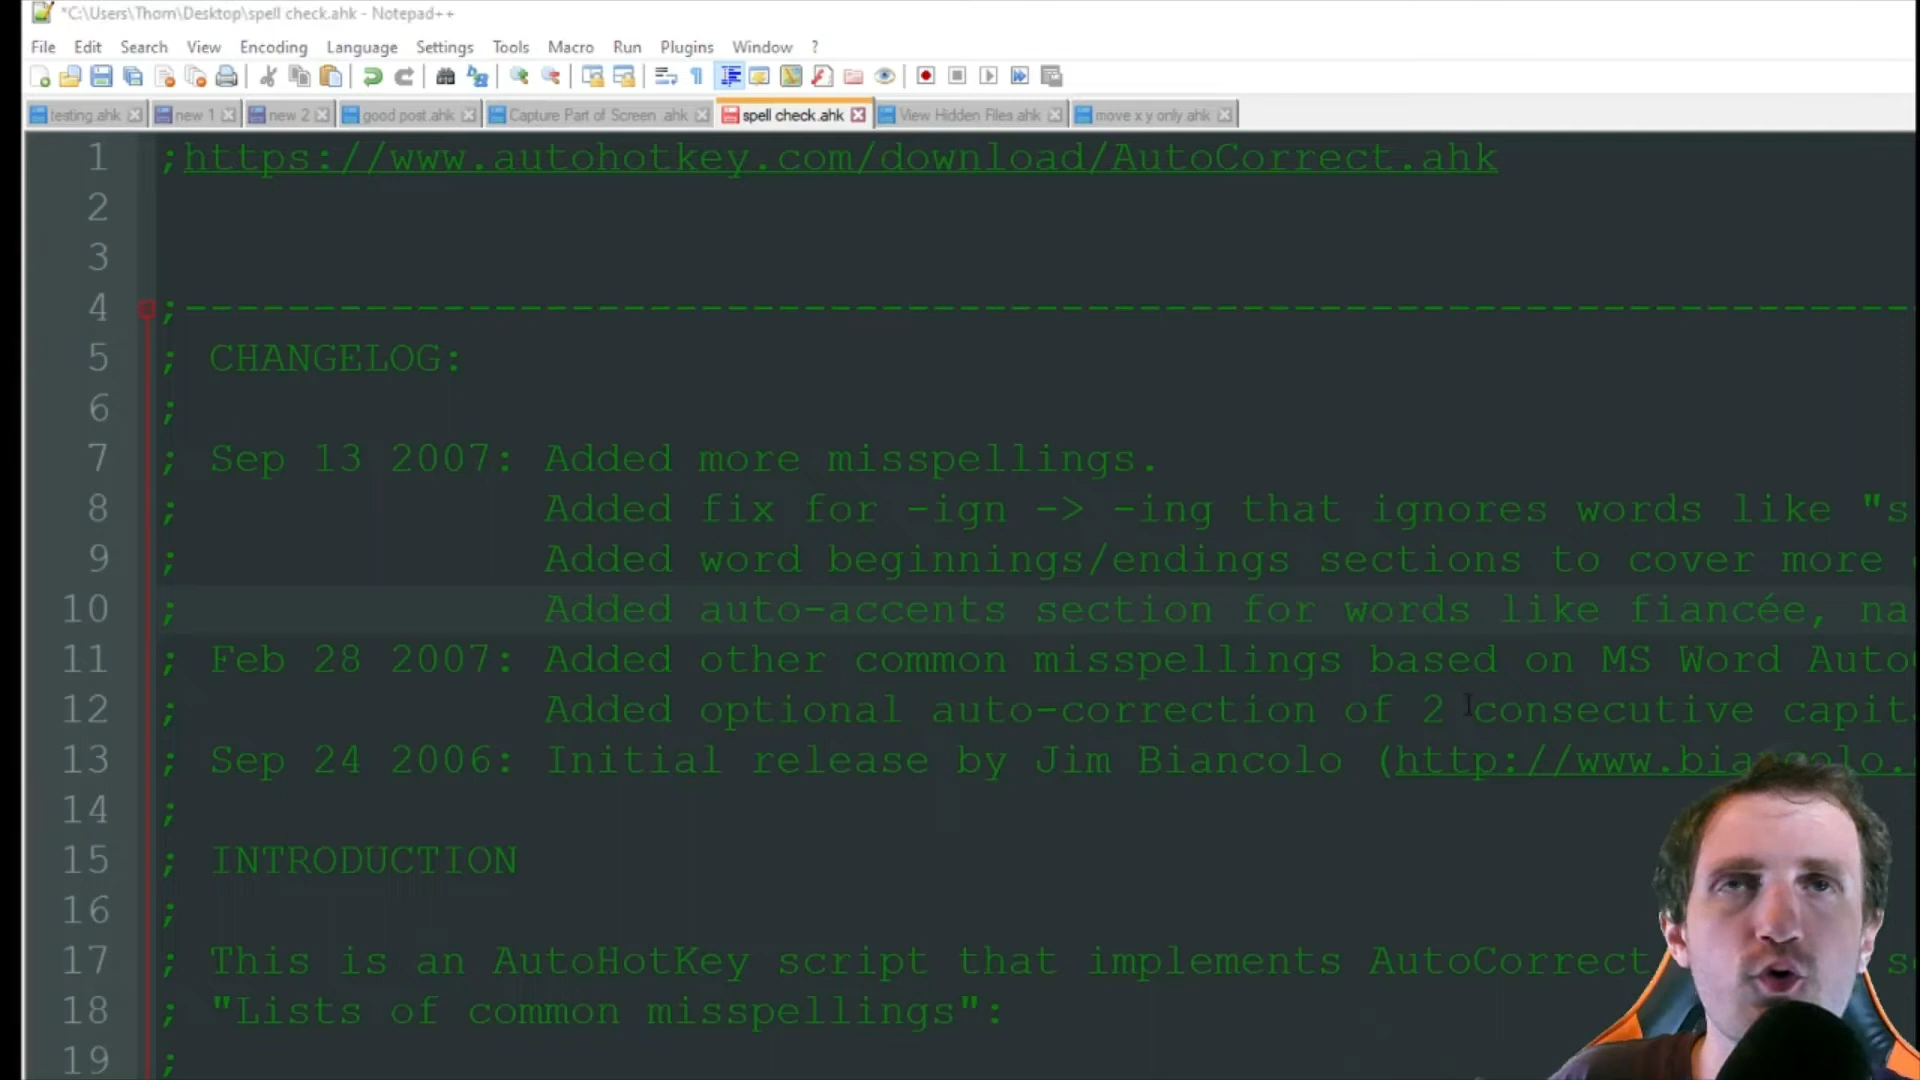 *C:\Users\Thom\Desktop\spell check.ahk - Notepad++
File Edit Search View Encoding Language Settings Tools Macro Run Plugins Window ?
testing.ahk new 1 new 2 good post.ahk Capture Part of Screen .ahk spell check.ahk View Hidden Files.ahk move x y only.ahk
1 ;https://www.autohotkey.com/download/AutoCorrect.ahk
2
3
4 ;------------------------------------------------------------------
5 ; CHANGELOG:
6 ;
7 ; Sep 13 2007: Added more misspellings.
8 ; Added fix for -ign -> -ing that ignores words like "s
9 ; Added word beginnings/endings sections to cover more
10 ; Added auto-accents section for words like fiancée, na
11 ; Feb 28 2007: Added other common misspellings based on MS Word Auto
12 ; Added optional auto-correction of 2 consecutive capit
13 ; Sep 24 2006: Initial release by Jim Biancolo (http://www.biancolo.
14 ;
15 ; INTRODUCTION
16 ;
17 ; This is an AutoHotKey script that implements AutoCorrect
18 ; "Lists of common misspellings":
19 ;